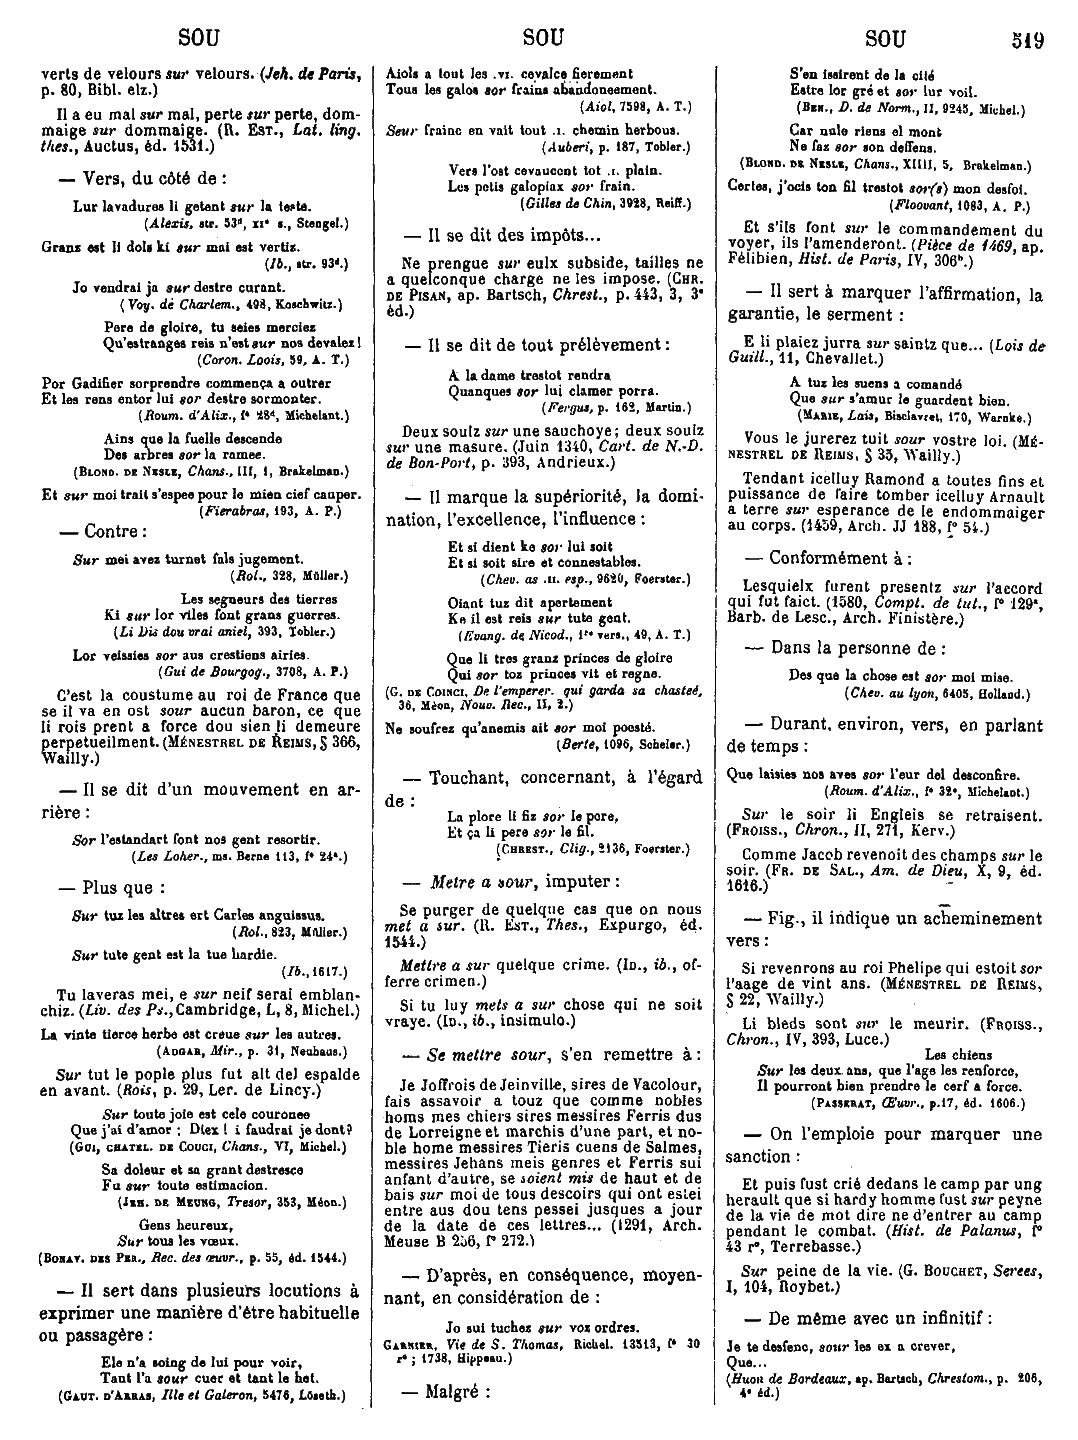 SOU
SOU
SOU 519
verts de velours sur velours. (Jeh. de Paris,
p. 80, Bibl. elz.)
Il a eu mal sur mal, perte sur perte, dom-
maige sur dommaige. (R. EST., Lat. ling.
thes., Auctus, éd. 1531.)
— Vers, du côté de :
Lur lavadures li getent sur la teste.
(Alexis, str. 53d, XIe s., Stengel.)
Granz est li dols ki sur mai est vertiz.
(Ib., str. 93d.)
Jo vendrai ja sur destre curant.
(Voy. de Charlem., 498, Koschwitz.)
Pere de gloire, tu seies merciez
Qu'estranges reis n'est sur nos devalez !
(Coron. Loois, 59, A. T.)
Por Gadifier sorprendre commença a outrer
Et les rens entor lui sor destre sormonter.
(Roum. d'Alix., f° 28d, Michelant.)
Ains que la fuelle descende
Des arbres sor la ramee.
(BLOND. DE NESLE, Chans., III, 1, Brakelman.)
Et sur moi trait s'espee pour le mien cief cauper.
(Fierabras, 193, A. P.)
— Contre :
Sur mei avez turnet fals jugement.
(Rol., 328, Müller.)
Les segneurs des tierres
Ki sur lor viles font grans guerres.
(Li Dis dou vrai aniel, 393, Tobler.)
Lor veissies sor aus crestiens airies.
(Gui de Bourgog., 3708, A. P.)
C'est la coustume au roi de France que
se il va en ost sour aucun baron, ce que
li rois prent a force dou sien li demeure
perpetueilment. (MÉNESTREL DE REIMS, § 366,
Wailly.)
— Il se dit d'un mouvement en ar-
rière :
Sor l'estandart font nos gent resortir.
(Les Loher., ms. Berne 113, f° 24a.)
— Plus que :
Sur tuz les altres ert Carles anguissus.
(Rol., 823, Müller.)
Sur tute gent est la tue hardie.
(Ib., 1617.)
Tu laveras mei, e sur neif serai emblan-
chiz. (Liv. des Ps., Cambridge, L, 8, Michel.)
La vinte tierce herbe est creue sur les autres.
(ADGAR, Mir., p. 31, Neuhaus.)
Sur tut le pople plus fut alt del espalde
en avant. (Rois, p. 29, Ler. de Lincy.)
Sur toute joie est cele couronee
Que j'ai d'amor ; Diex ! i faudrai je dont?
(GUI, CHATEL. DE COUCI, Chans., VI, Michel.)
Sa doleur et sa grant destresce
Fu sur toute estimacion.
(JEH. DE MEUNG, Tresor, 353, Méon.)
Gens heureux,
Sur tous les vœux.
(BONAV. DES PER., Rec. des œuvr., p. 55, éd. 1544.)
— Il sert dans plusieurs locutions à
exprimer une manière d'être habituelle
ou passagère :
Ele n'a soing de lui pour voir,
Tant l'a sour cuer et tant le het.
(GAUT. D'ARRAS, Ille et Galeron, 5476, Löseth.)
Aiols a tout les .VI. cevalce fierement
Tous les galos sor frains abandoneement.
(Aiol, 7598, A. T.)
Seur frainc en vait tout .I. chemin herbous.
(Auberi, p. 187, Tobler.)
Vers l'ost cevaucent tot .I. plain.
Les petis galopiax sor frain.
(Gilles de Chin, 3928, Reiff.)
— Il se dit des impôts...
Ne prengue sur eulx subside, tailles ne
a quelconque charge ne les impose. (CHR.
DE PISAN, ap. Bartsch, Chrest., p. 443, 3, 3e
éd.)
— Il se dit de tout prélèvement :
A la dame trestot rendra
Quanques sor lui clamer porra.
(Fergus, p. 162, Martin.)
Deux soulz sur une sauchoye; deux soulz
sur une masure. (Juin 1340, Cart. de N.-D.
de Bon-Port, p. 393, Andrieux.)
— Il marque la supériorité, la domi-
nation, l'excellence, l'influence :
Et si dient ke sor lui soit
Et si soit sire et connestables.
(Chev. as .II. esp., 9620, Foerster.)
Oiant tuz dit apertement
Ke il est reis sur tute gent.
(Evang. de Nicod., 1re vers., 49, A. T.)
Que li tres granz princes de gloire
Qui sor toz princes vit et regne.
(G. DE COINCI, De l'emperer. qui garda sa chasteé,
36, Méon, Nouv. Rec., II, 2.)
Ne soufrez qu'anemis ait sor moi poesté.
(Berte, 1096, Scheler.)
— Touchant, concernant, à l'égard
de :
La plore li fiz sor le pere,
Et ça li pere sor le fil.
(CHREST., Clig., 2136, Foerster.)
— Metre a sour, imputer :
Se purger de quelque cas que on nous
met a sur. (R. EST., Thes., Expurgo, éd.
1544.)
Mettre a sur quelque crime. (ID., ib., of-
ferre crimen.)
Si tu luy mets a sur chose qui ne soit
vraye. (ID., ib., insimulo.)
— Se mettre sour, s'en remettre à :
Je Joffrois de Jeinville, sires de Vacolour,
fais assavoir a touz que comme nobles
homs mes chiers sires messires Ferris dus
de Lorreigne et marchis d'une part, et no-
ble home messires Tieris cuens de Salmes,
messires Jehans meis genres et Ferris sui
anfant d'autre, se soient mis de haut et de
bais sur moi de tous descoirs qui ont estei
entre aus dou tens pessei jusques a jour
de la date de ces lettres... (1291, Arch.
Meuse B 256, f° 272.)
— D'après, en conséquence, moyen-
nant, en considération de :
Jo sui tuchez sur voz ordres.
GARNIER, Vie de S. Thomas, Richel. 13513, f° 30
r° ; 1738, Hippeau.)
— Malgré :
S'en issirent de la cité
Estre lor gré et sor lur voil.
(BEN., D. de Norm., II, 9245, Michel.)
Car nule riens el mont
Ne faz sor son deffens.
(BLOND. DE NESLE, Chans., XIIII, 5, Brakelman.)
Certes, j'ocis ton fil trestot sor(s) mon desfoi.
(Floovant, 1083, A. P.)
Et s'ils font sur le commandement du
voyer, ils l'amenderont. (Pièce de 1469, ap.
Félibien, Hist. de Paris, IV, 306b.)
— Il sert à marquer l'affirmation, la
garantie, le serment :
E li plaiez jurra sur saintz que... (Lois de
Guill., 11, Chevallet.)
A tuz les suens a comandé
Que sur s'amur le guardent bien.
(MARIE, Lais, Bisclavret, 170, Warnke.)
Vous le jurerez tuit sour vostre loi. (MÉ-
NESTREL DE REIMS, § 35, Wailly.)
Tendant icelluy Ramond a toutes fins et
puissance de faire tomber icelluy Arnault
a terre sur esperance de le endommaiger
au corps. (1459, Arch. JJ 188, f° 54.)
— Conformément à :
Lesquielx furent presentz sur l'accord
qui fut faict. (1580, Compt. de tut., f° 129a,
Barb. de Lesc., Arch. Finistère.)
— Dans la personne de :
Des que la chose est sor moi mise.
(Chev. au lyon, 6405, Holland.)
— Durant, environ, vers, en parlant
de temps :
Que laisies nos aves sor l'eur del desconfire.
(Roum. d'Alix., f° 32a, Michelant.)
Sur le soir li Engleis se retraisent.
(FROISS., Chron., II, 271, Kerv.)
Comme Jacob revenoit des champs sur le
soir. (FR. DE SAL., Am. de Dieu, X, 9, éd.
1616.)
— Fig., il indique un acheminement
vers :
Si revenrons au roi Phelipe qui estoit sor
l'aage de vint ans. (MÉNESTREL DE REIMS,
§ 22, Wailly.)
Li bleds sont sur le meurir. (FROISS.,
Chron., IV, 393, Luce.)
Les chiens
Sur les deux ans, que l'age les renforce,
Il pourront bien prendre le cerf a force.
(PASSERAT, Œuvr., p. 17, éd. 1606.)
— On l'emploie pour marquer une
sanction :
Et puis fust crié dedans le camp par ung
herault que si hardy homme fust sur peyne
de la vie de mot dire ne d'entrer au camp
pendant le combat. (Hist. de Palanus, f°
43 r°, Terrebasse.)
Sur peine de la vie. (G. BOUCHET, Serees,
I, 104, Roybet.)
— De même avec un infinitif :
Je te desfenc, sour les ex a crever,
Que...
(Huon de Bordeaux, ap. Bartsch, Chrestom., p. 206,
4e éd.)